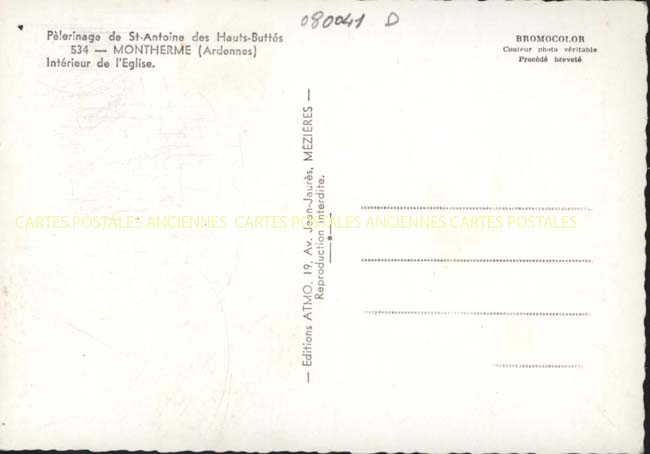 080041 D
Pèlerinage de St-Antoine des Hauts-Buttés
534 — MONTHERME (Ardennes)
Intérieur de l'Eglise.
BROMOCOLOR
Couleur photo véritable
Procédé breveté
— Editions ATMO, 19, Av. Jean-Jaurès, MÉZIÈRES —
Reproduction interdite.
CARTES POSTALES ANCIENNES CARTES POSTALES ANCIENNES CARTES POSTALES